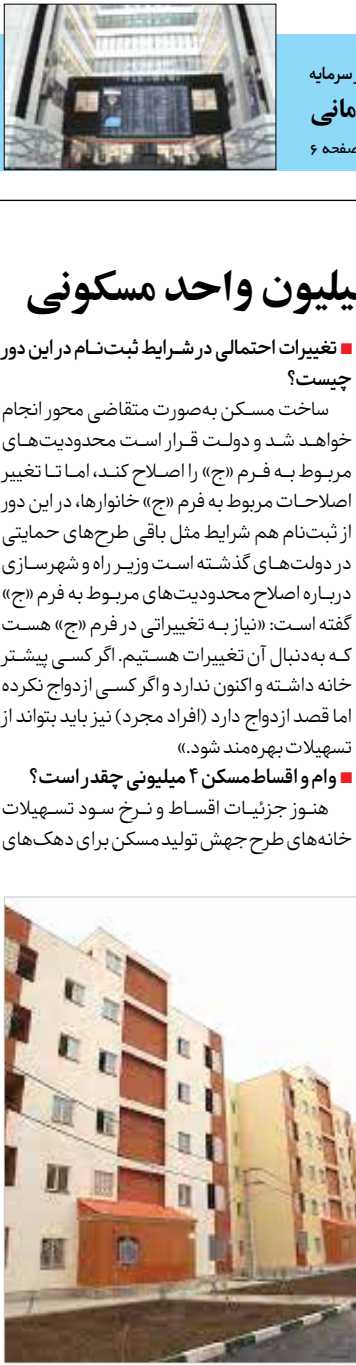 سرمایه
مانی
صفحه ۶
یلیون واحد مسکونی
■ تغییرات احتمالی در شرایط ثبت‌نام در این دور
چیست؟
ساخت مسکن به‌صورت متقاضی محور انجام
خواهد شد و دولت قرار است محدودیت‌های
مربوط به فرم «ج» را اصلاح کند، اما تا تغییر
اصلاحات مربوط به فرم «ج» خانوارها، در این دور
از ثبت‌نام هم شرایط مثل باقی طرح‌های حمایتی
در دولت‌های گذشته است وزیر راه و شهرسازی
درباره اصلاح محدودیت‌های مربوط به فرم «ج»
گفته است: «نیاز به تغییراتی در فرم «ج» هست
که به‌دنبال آن تغییرات هستیم. اگر کسی پیشتر
خانه داشته و اکنون ندارد و اگر کسی ازدواج نکرده
اما قصد ازدواج دارد (افراد مجرد) نیز باید بتواند از
تسهیلات بهره‌مند شود.»
■ وام و اقساط مسکن ۴ میلیونی چقدر است؟
هنوز جزئیات اقساط و نرخ سود تسهیلات
خانه‌های طرح جهش تولید مسکن برای دهک‌های